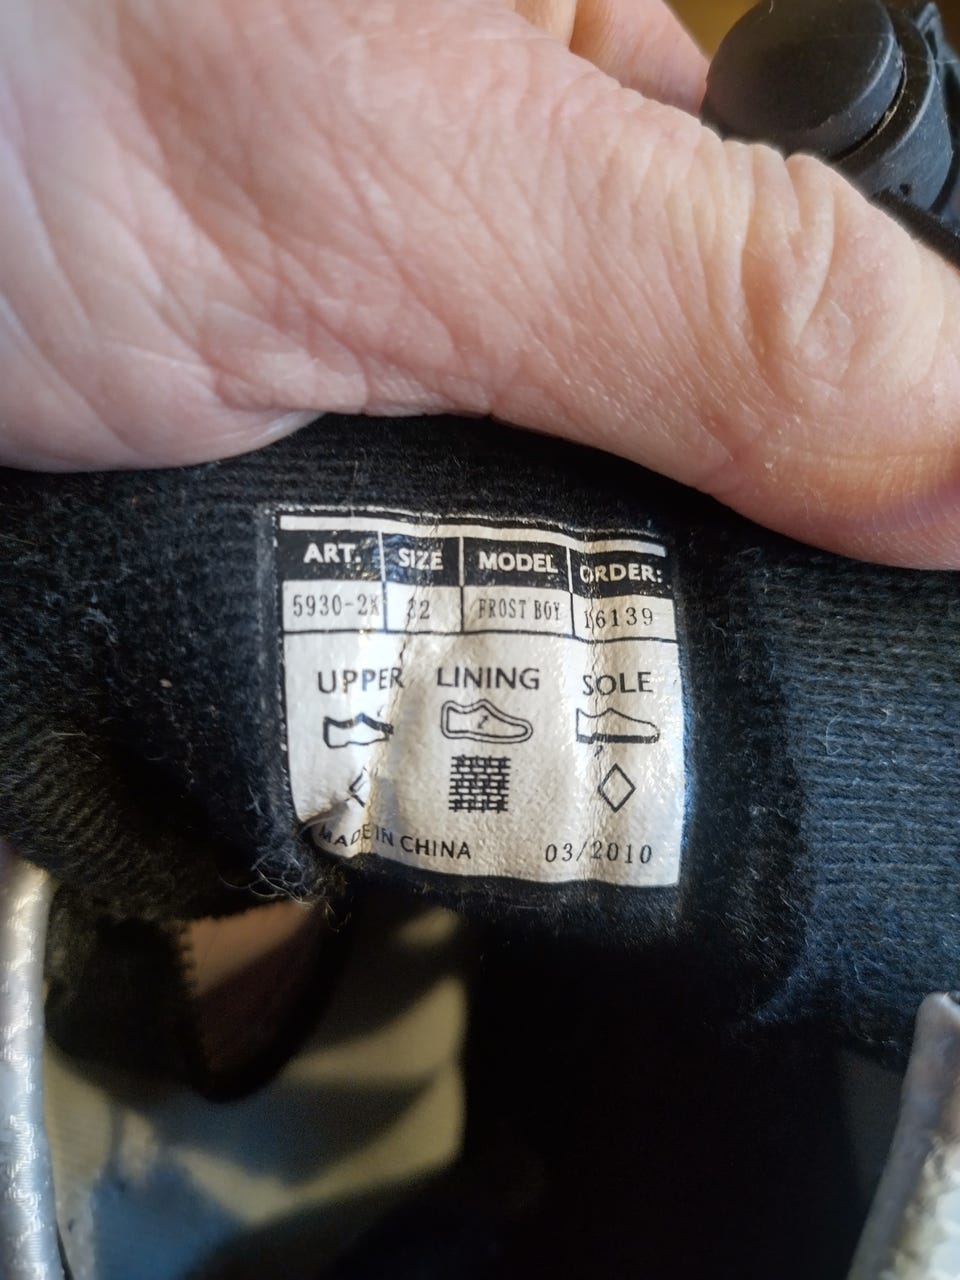 ART. SIZE MODEL ORDER:
5930-2K 32 FROST BOY 16139
UPPER LINING SOLE
MADE IN CHINA 03/2010